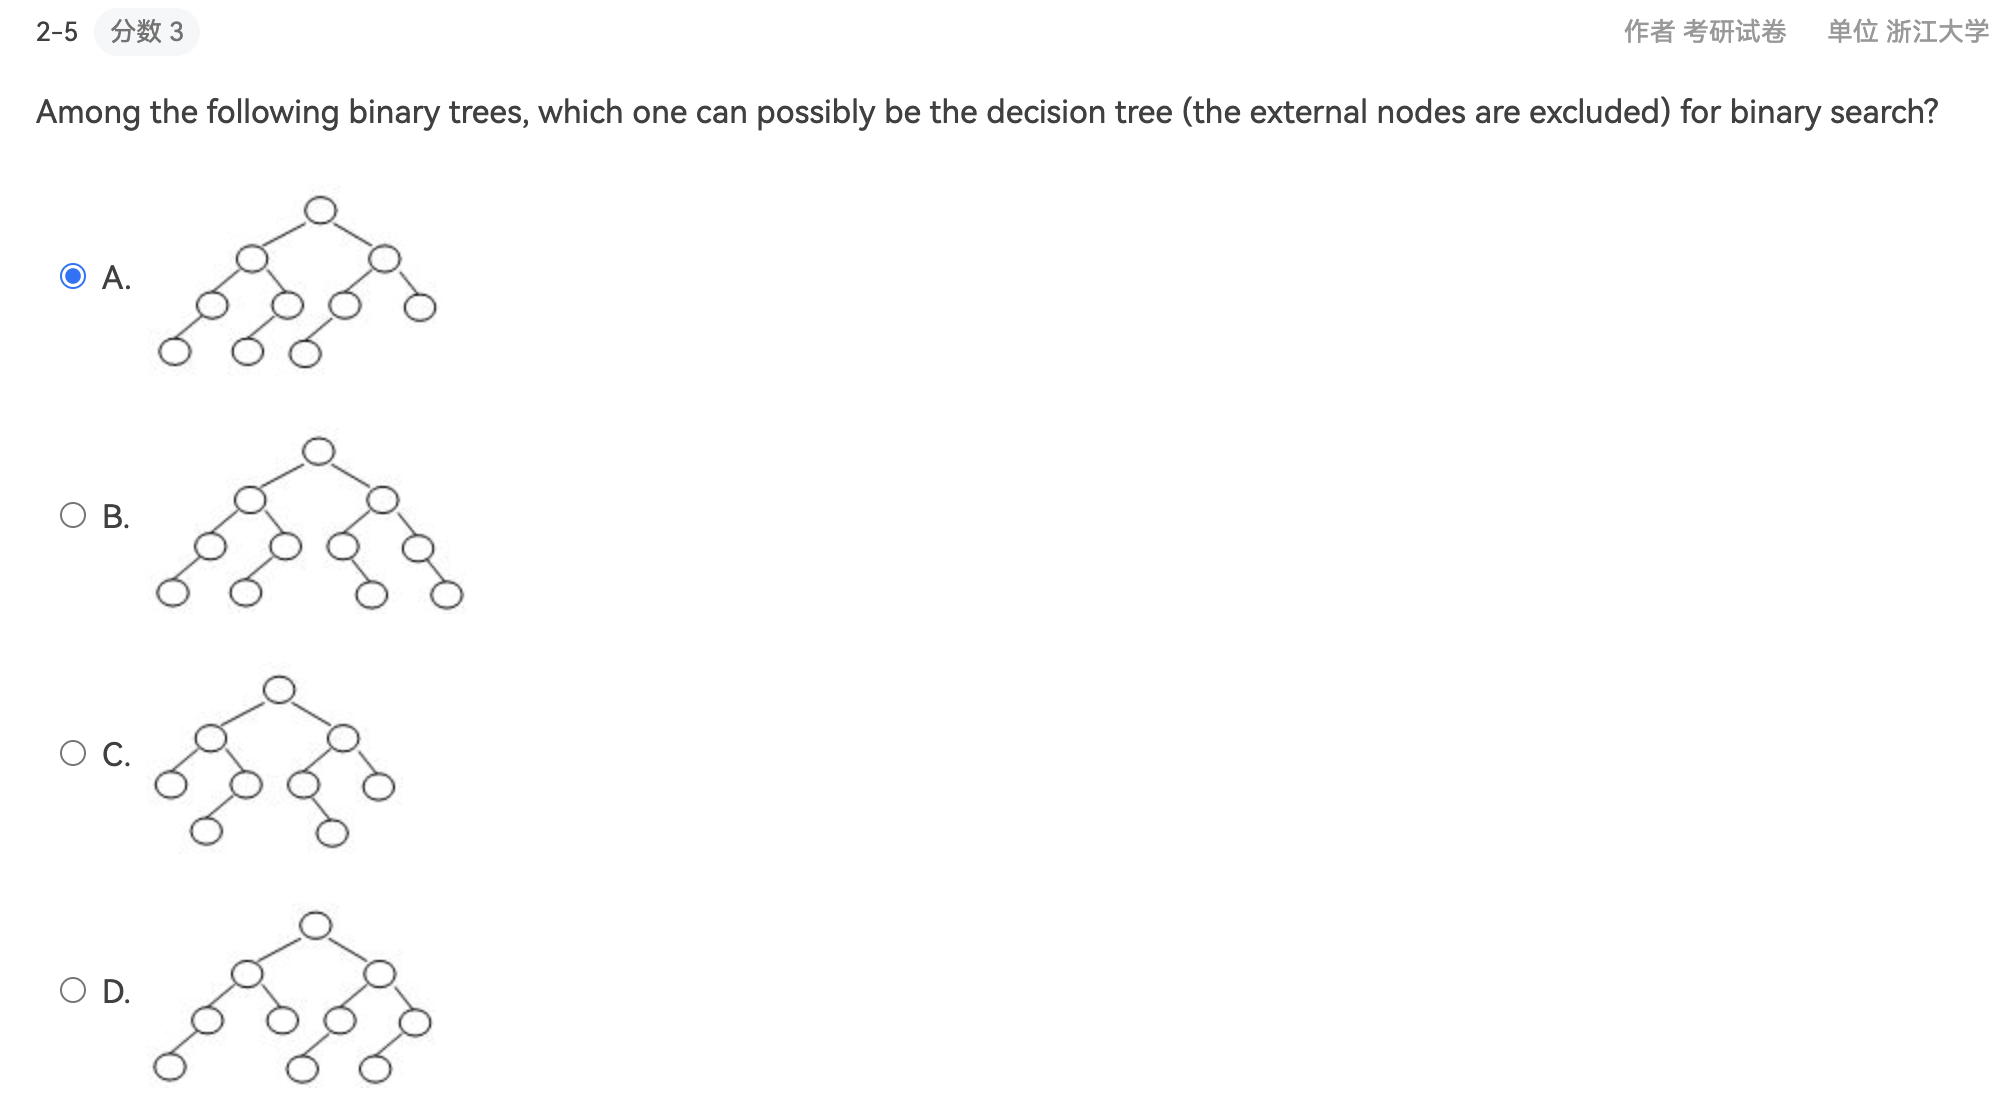 2-5 分数 3 作者 考研试卷 单位 浙江大学
Among the following binary trees, which one can possibly be the decision tree (the external nodes are excluded) for binary search?
A.
B.
C.
D.